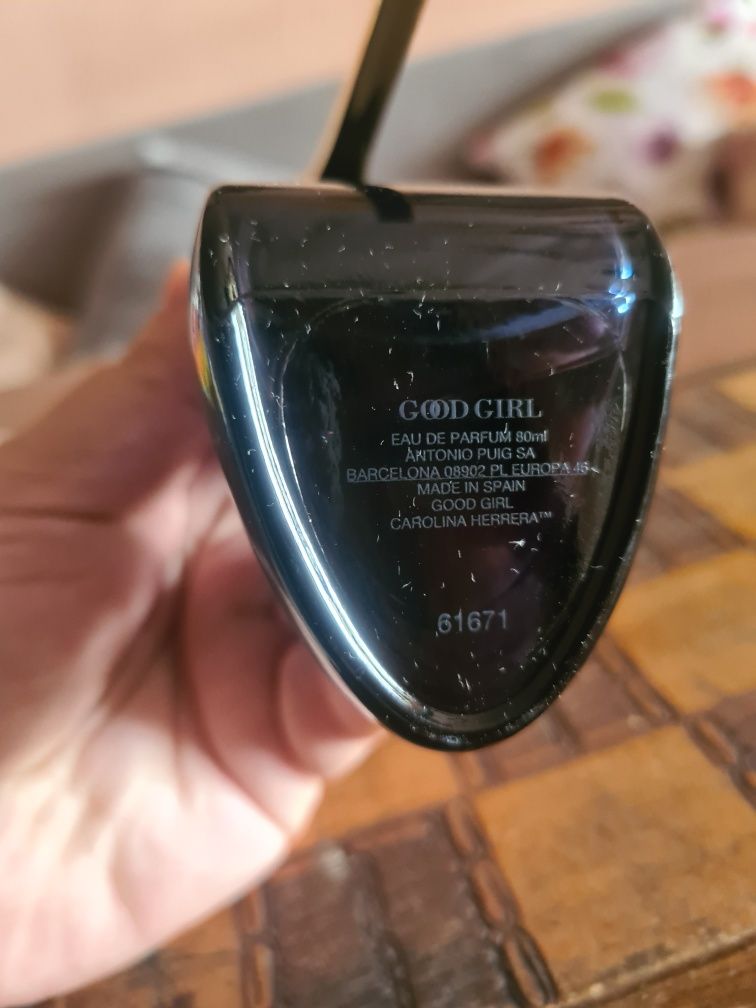 GOOD GIRL
EAU DE PARFUM 80ml
ANTONIO PUIG SA
BARCELONA 08902 PL EUROPA 46
MADE IN SPAIN
GOOD GIRL
CAROLINA HERRERA™
61671